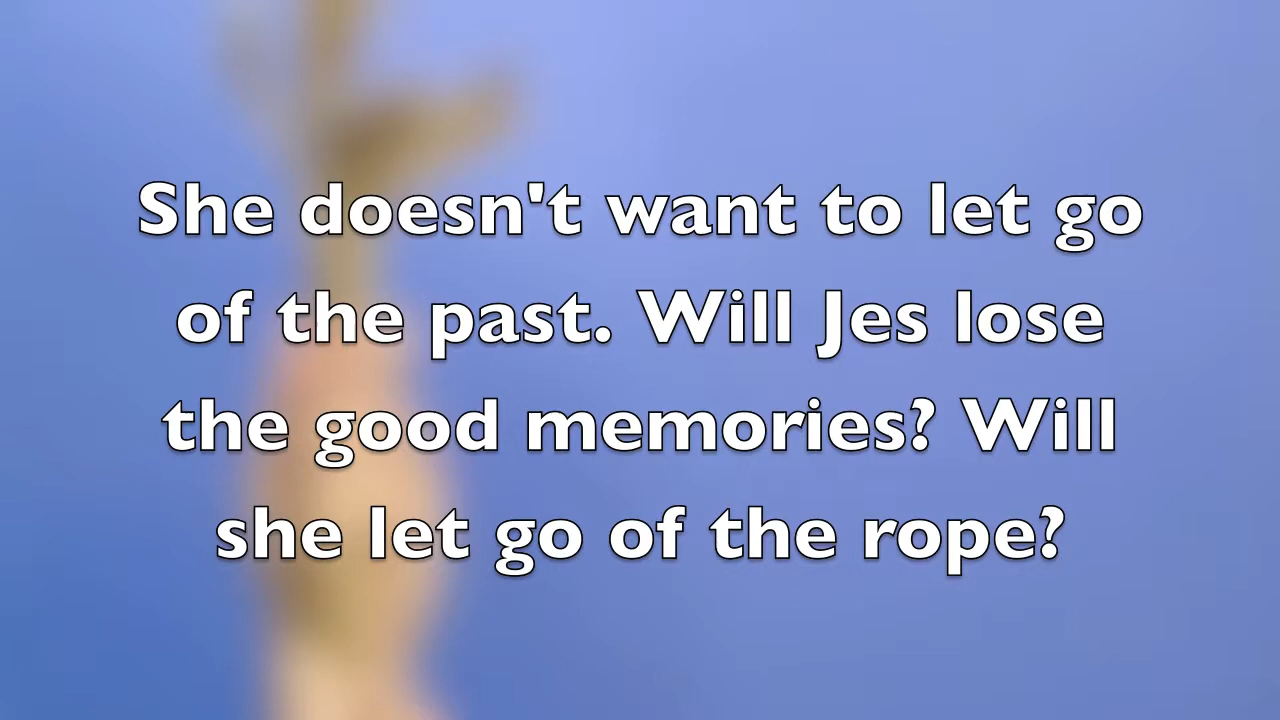 She doesn't want to let go
of the past. Will Jes lose
the good memories? Will
she let go of the rope?